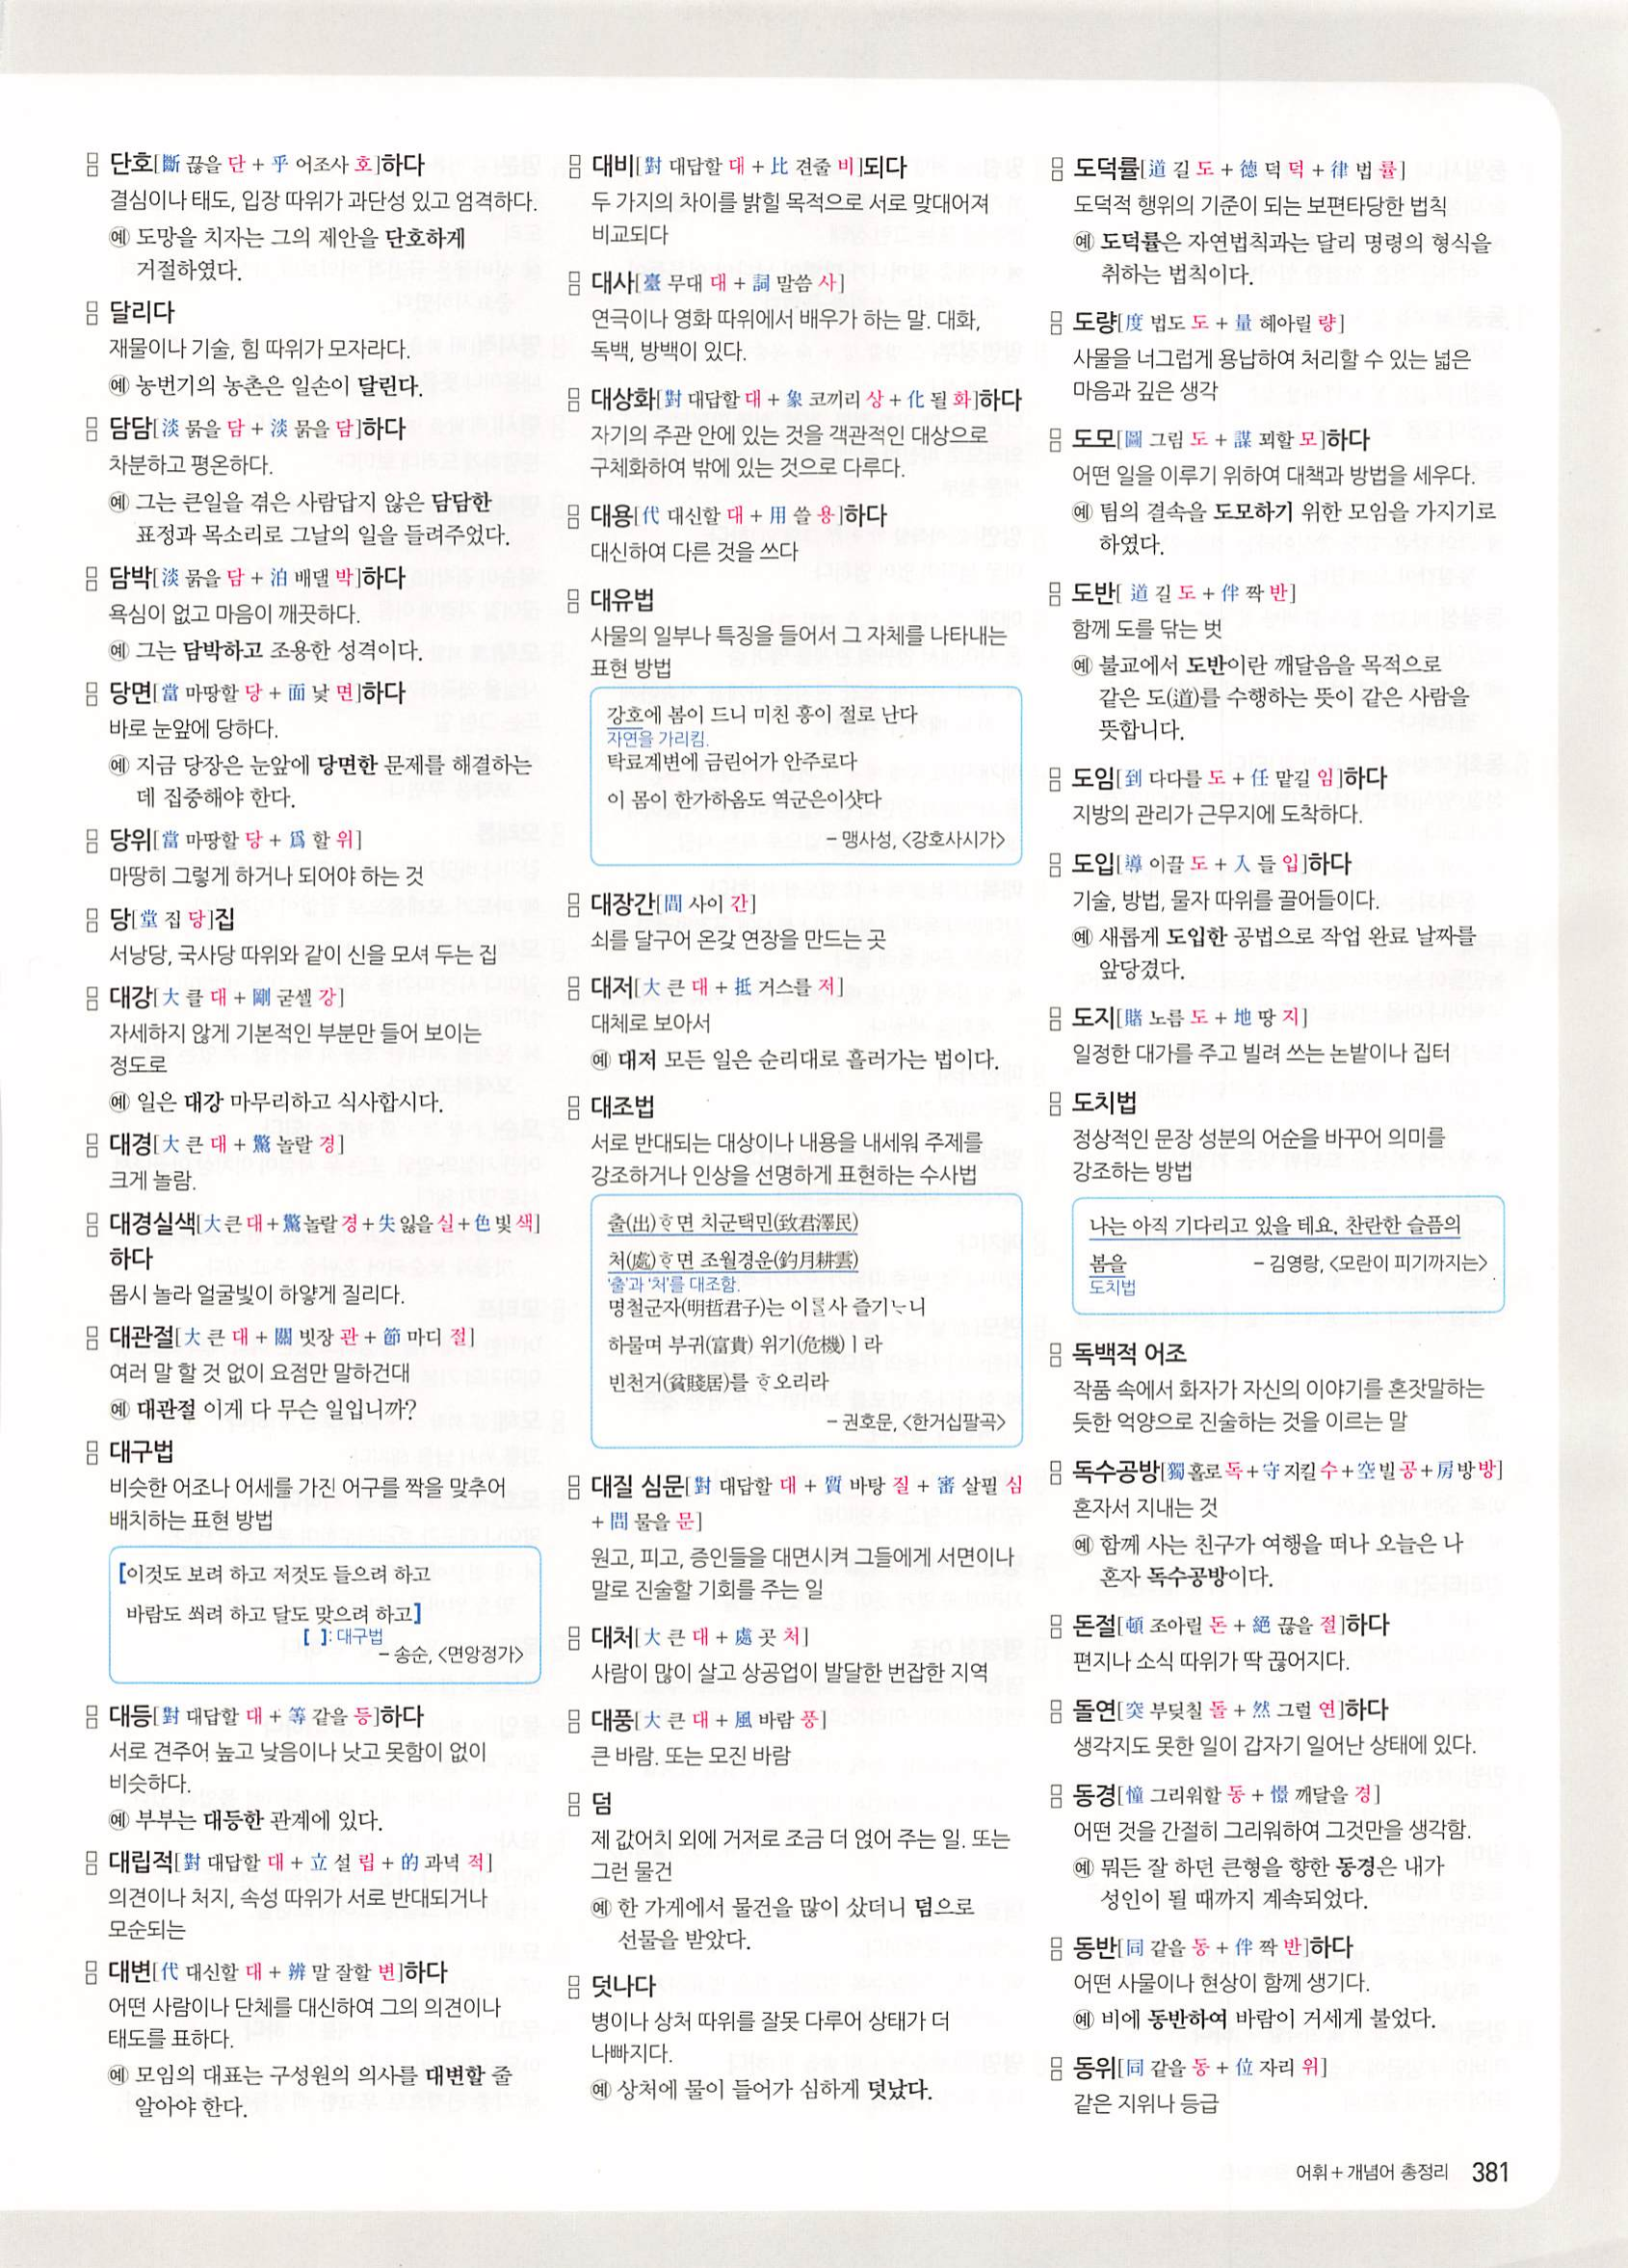 단호[斷 끊을 단 + 乎 어조사 호]하다
결심이나 태도, 입장 따위가 과단성 있고 엄격하다.
예 도망을 치자는 그의 제안을 단호하게
거절하였다.
달리다
재물이나 기술, 힘 따위가 모자라다.
예 농번기의 농촌은 일손이 달린다.
담담[淡 묽을 담 + 淡 묽을 담]하다
차분하고 평온하다.
예 그는 큰일을 겪은 사람답지 않은 담담한
표정과 목소리로 그날의 일을 들려주었다.
담박[淡 묽을 담 + 泊 배댈 박]하다
욕심이 없고 마음이 깨끗하다.
예 그는 담박하고 조용한 성격이다.
당면[當 마땅할 당 + 面 낯 면]하다
바로 눈앞에 당하다.
예 지금 당장은 눈앞에 당면한 문제를 해결하는
데 집중해야 한다.
당위[當 마땅할 당 + 爲 할 위]
마땅히 그렇게 하거나 되어야 하는 것
당[堂 집 당]집
서낭당, 국사당 따위와 같이 신을 모셔 두는 집
대강[大 클 대 + 剛 굳셀 강]
자세하지 않게 기본적인 부분만 들어 보이는
정도로
예 일은 대강 마무리하고 식사합시다.
대경[大 큰 대 + 驚 놀랄 경]
크게 놀람.
대경실색[大 큰 대 + 驚 놀랄 경 + 失 잃을 실 + 色 빛 색]
하다
몹시 놀라 얼굴빛이 하얗게 질리다.
대관절[大 큰 대 + 關 빗장 관 + 節 마디 절]
여러 말 할 것 없이 요점만 말하건대
예 대관절 이게 다 무슨 일입니까?
대구법
비슷한 어조나 어세를 가진 어구를 짝을 맞추어
배치하는 표현 방법
[이것도 보려 하고 저것도 들으려 하고
바람도 쐬려 하고 달도 맞으려 하고]
[ ]: 대구법
– 송순, <면앙정가>
대등[對 대답할 대 + 等 같을 등]하다
서로 견주어 높고 낮음이나 낫고 못함이 없이
비슷하다.
예 부부는 대등한 관계에 있다.
대립적[對 대답할 대 + 立 설 립 + 的 과녁 적]
의견이나 처지, 속성 따위가 서로 반대되거나
모순되는
대변[代 대신할 대 + 辨 말 잘할 변]하다
어떤 사람이나 단체를 대신하여 그의 의견이나
태도를 표하다.
예 모임의 대표는 구성원의 의사를 대변할 줄
알아야 한다.
대비[對 대답할 대 + 比 견줄 비]되다
두 가지의 차이를 밝힐 목적으로 서로 맞대어져
비교되다
대사[臺 무대 대 + 詞 말씀 사]
연극이나 영화 따위에서 배우가 하는 말. 대화,
독백, 방백이 있다.
대상화[對 대답할 대 + 象 코끼리 상 + 化 될 화]하다
자기의 주관 안에 있는 것을 객관적인 대상으로
구체화하여 밖에 있는 것으로 다루다.
대용[代 대신할 대 + 用 쓸 용]하다
대신하여 다른 것을 쓰다
대유법
사물의 일부나 특징을 들어서 그 자체를 나타내는
표현 방법
강호에 봄이 드니 미친 흥이 절로 난다
자연을 가리킴.
탁료계변에 금린어가 안주로다
이 몸이 한가하옴도 역군은이샷다
– 맹사성, <강호사시가>
대장간[間 사이 간]
쇠를 달구어 온갖 연장을 만드는 곳
대저[大 큰 대 + 抵 거스를 저]
대체로 보아서
예 대저 모든 일은 순리대로 흘러가는 법이다.
대조법
서로 반대되는 대상이나 내용을 내세워 주제를
강조하거나 인상을 선명하게 표현하는 수사법
출(出)ᄒᆞ면 치군택민(致君澤民)
처(處)ᄒᆞ면 조월경운(釣月耕雲)
'출'과 '처'를 대조함.
명철군자(明哲君子)는 이ᄅᆞᆯ사 즐기ᄂᆞ니
하물며 부귀(富貴) 위기(危機)ㅣ라
빈천거(貧賤居)를 ᄒᆞ오리라
– 권호문, <한거십팔곡>
대질 심문[對 대답할 대 + 質 바탕 질 + 審 살필 심
+ 問 물을 문]
원고, 피고, 증인들을 대면시켜 그들에게 서면이나
말로 진술할 기회를 주는 일
대처[大 큰 대 + 處 곳 처]
사람이 많이 살고 상공업이 발달한 번잡한 지역
대풍[大 큰 대 + 風 바람 풍]
큰 바람. 또는 모진 바람
덤
제 값어치 외에 거저로 조금 더 얹어 주는 일. 또는
그런 물건
예 한 가게에서 물건을 많이 샀더니 덤으로
선물을 받았다.
덧나다
병이나 상처 따위를 잘못 다루어 상태가 더
나빠지다.
예 상처에 물이 들어가 심하게 덧났다.
도덕률[道 길 도 + 德 덕 덕 + 律 법 률]
도덕적 행위의 기준이 되는 보편타당한 법칙
예 도덕률은 자연법칙과는 달리 명령의 형식을
취하는 법칙이다.
도량[度 법도 도 + 量 헤아릴 량]
사물을 너그럽게 용납하여 처리할 수 있는 넓은
마음과 깊은 생각
도모[圖 그림 도 + 謀 꾀할 모]하다
어떤 일을 이루기 위하여 대책과 방법을 세우다.
예 팀의 결속을 도모하기 위한 모임을 가지기로
하였다.
도반[道 길 도 + 伴 짝 반]
함께 도를 닦는 벗
예 불교에서 도반이란 깨달음을 목적으로
같은 도(道)를 수행하는 뜻이 같은 사람을
뜻합니다.
도임[到 다다를 도 + 任 맡길 임]하다
지방의 관리가 근무지에 도착하다.
도입[導 이끌 도 + 入 들 입]하다
기술, 방법, 물자 따위를 끌어들이다.
예 새롭게 도입한 공법으로 작업 완료 날짜를
앞당겼다.
도지[賭 노름 도 + 地 땅 지]
일정한 대가를 주고 빌려 쓰는 논밭이나 집터
도치법
정상적인 문장 성분의 어순을 바꾸어 의미를
강조하는 방법
나는 아직 기다리고 있을 테요, 찬란한 슬픔의
봄을 – 김영랑, <모란이 피기까지는>
도치법
독백적 어조
작품 속에서 화자가 자신의 이야기를 혼잣말하는
듯한 억양으로 진술하는 것을 이르는 말
독수공방[獨 홀로 독 + 守 지킬 수 + 空 빌 공 + 房 방 방]
혼자서 지내는 것
예 함께 사는 친구가 여행을 떠나 오늘은 나
혼자 독수공방이다.
돈절[頓 조아릴 돈 + 絕 끊을 절]하다
편지나 소식 따위가 딱 끊어지다.
돌연[突 부딪칠 돌 + 然 그럴 연]하다
생각지도 못한 일이 갑자기 일어난 상태에 있다.
동경[憧 그리워할 동 + 憬 깨달을 경]
어떤 것을 간절히 그리워하여 그것만을 생각함.
예 뭐든 잘 하던 큰형을 향한 동경은 내가
성인이 될 때까지 계속되었다.
동반[同 같을 동 + 伴 짝 반]하다
어떤 사물이나 현상이 함께 생기다.
예 비에 동반하여 바람이 거세게 불었다.
동위[同 같을 동 + 位 자리 위]
같은 지위나 등급
어휘 + 개념어 총정리 381